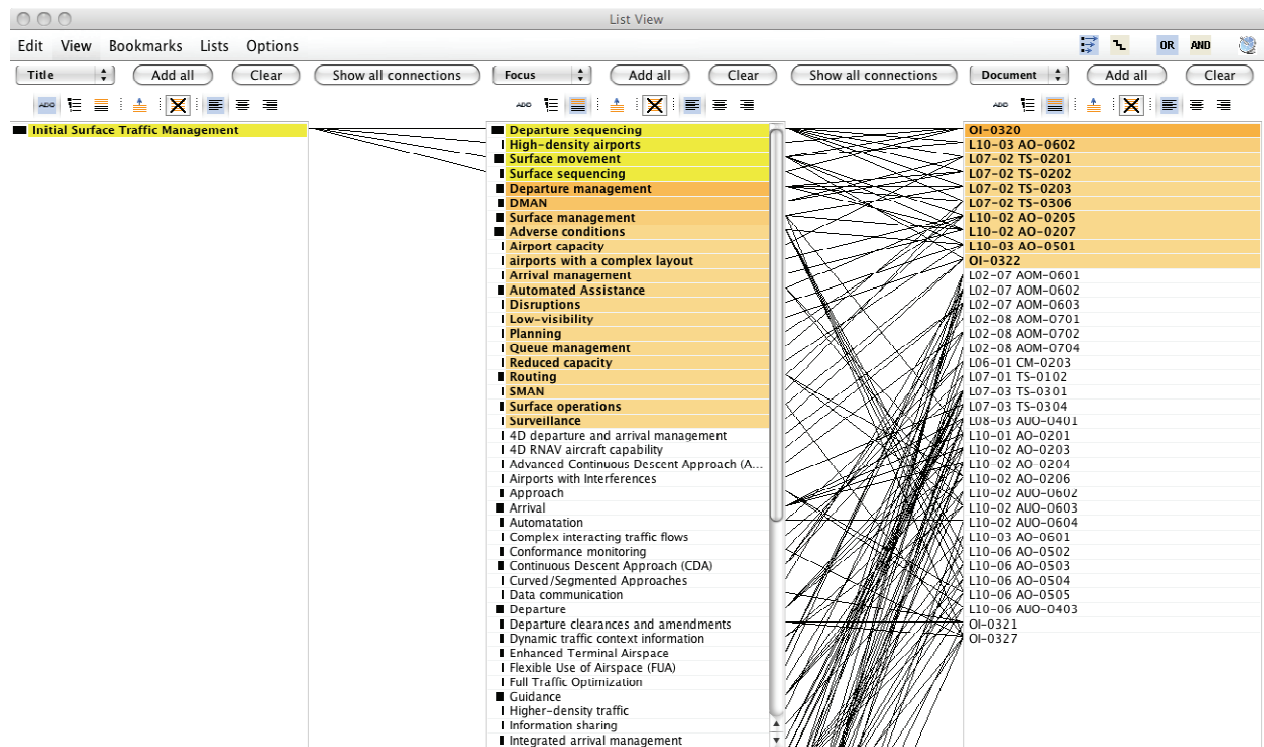 List View
Edit View Bookmarks Lists Options OR AND
Title Add all Clear Show all connections Focus Add all Clear Show all connections Document Add all Clear
Initial Surface Traffic Management
Departure sequencing
High-density airports
Surface movement
Surface sequencing
Departure management
DMAN
Surface management
Adverse conditions
Airport capacity
airports with a complex layout
Arrival management
Automated Assistance
Disruptions
Low-visibility
Planning
Queue management
Reduced capacity
Routing
SMAN
Surface operations
Surveillance
4D departure and arrival management
4D RNAV aircraft capability
Advanced Continuous Descent Approach (A...
Airports with Interferences
Approach
Arrival
Automatation
Complex interacting traffic flows
Conformance monitoring
Continuous Descent Approach (CDA)
Curved/Segmented Approaches
Data communication
Departure
Departure clearances and amendments
Dynamic traffic context information
Enhanced Terminal Airspace
Flexible Use of Airspace (FUA)
Full Traffic Optimization
Guidance
Higher-density traffic
Information sharing
Integrated arrival management
OI-0320
L10-03 AO-0602
L07-02 TS-0201
L07-02 TS-0202
L07-02 TS-0203
L07-02 TS-0306
L10-02 AO-0205
L10-02 AO-0207
L10-03 AO-0501
OI-0322
L02-07 AOM-0601
L02-07 AOM-0602
L02-07 AOM-0603
L02-08 AOM-0701
L02-08 AOM-0702
L02-08 AOM-0704
L06-01 CM-0203
L07-01 TS-0102
L07-03 TS-0301
L07-03 TS-0304
L08-03 AUO-0401
L10-01 AO-0201
L10-02 AO-0203
L10-02 AO-0204
L10-02 AO-0206
L10-02 AUO-0602
L10-02 AUO-0603
L10-02 AUO-0604
L10-03 AO-0601
L10-06 AO-0502
L10-06 AO-0503
L10-06 AO-0504
L10-06 AO-0505
L10-06 AUO-0403
OI-0321
OI-0327